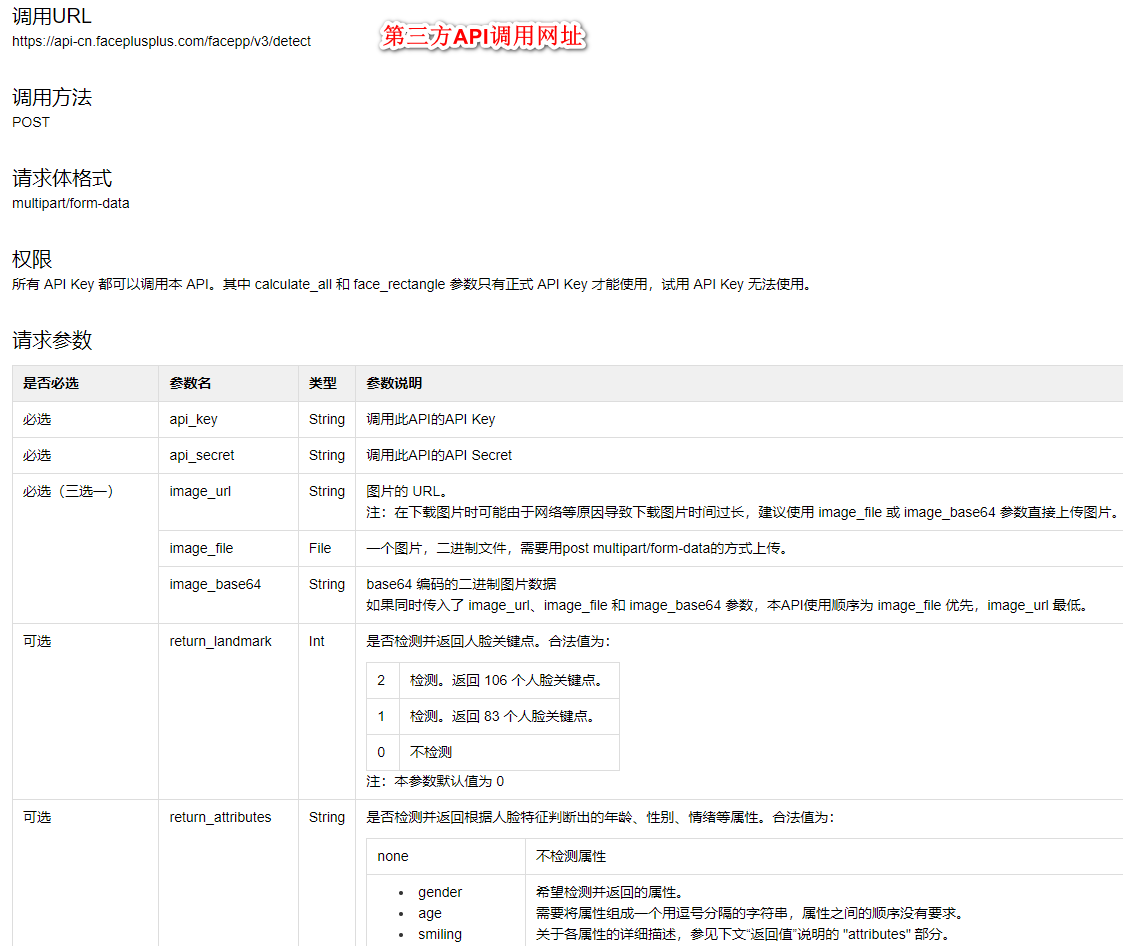 调用URL
https://api-cn.faceplusplus.com/facepp/v3/detect
第三方API调用网址
调用方法
POST
请求体格式
multipart/form-data
权限
所有 API Key 都可以调用本 API。其中 calculate_all 和 face_rectangle 参数只有正式 API Key 才能使用，试用 API Key 无法使用。
请求参数
是否必选 参数名 类型 参数说明
必选 api_key String 调用此API的API Key
必选 api_secret String 调用此API的API Secret
必选（三选一） image_url String 图片的 URL。
注：在下载图片时可能由于网络等原因导致下载图片时间过长，建议使用 image_file 或 image_base64 参数直接上传图片。
image_file File 一个图片，二进制文件，需要用post multipart/form-data的方式上传。
image_base64 String base64 编码的二进制图片数据
如果同时传入了 image_url、image_file 和 image_base64 参数，本API使用顺序为 image_file 优先，image_url 最低。
可选 return_landmark Int 是否检测并返回人脸关键点。合法值为：
2 检测。返回 106 个人脸关键点。
1 检测。返回 83 个人脸关键点。
0 不检测
注：本参数默认值为 0
可选 return_attributes String 是否检测并返回根据人脸特征判断出的年龄、性别、情绪等属性。合法值为：
none 不检测属性
• gender 希望检测并返回的属性。
• age 需要将属性组成一个用逗号分隔的字符串，属性之间的顺序没有要求。
• smiling 关于各属性的详细描述，参见下文“返回值”说明的 "attributes" 部分。